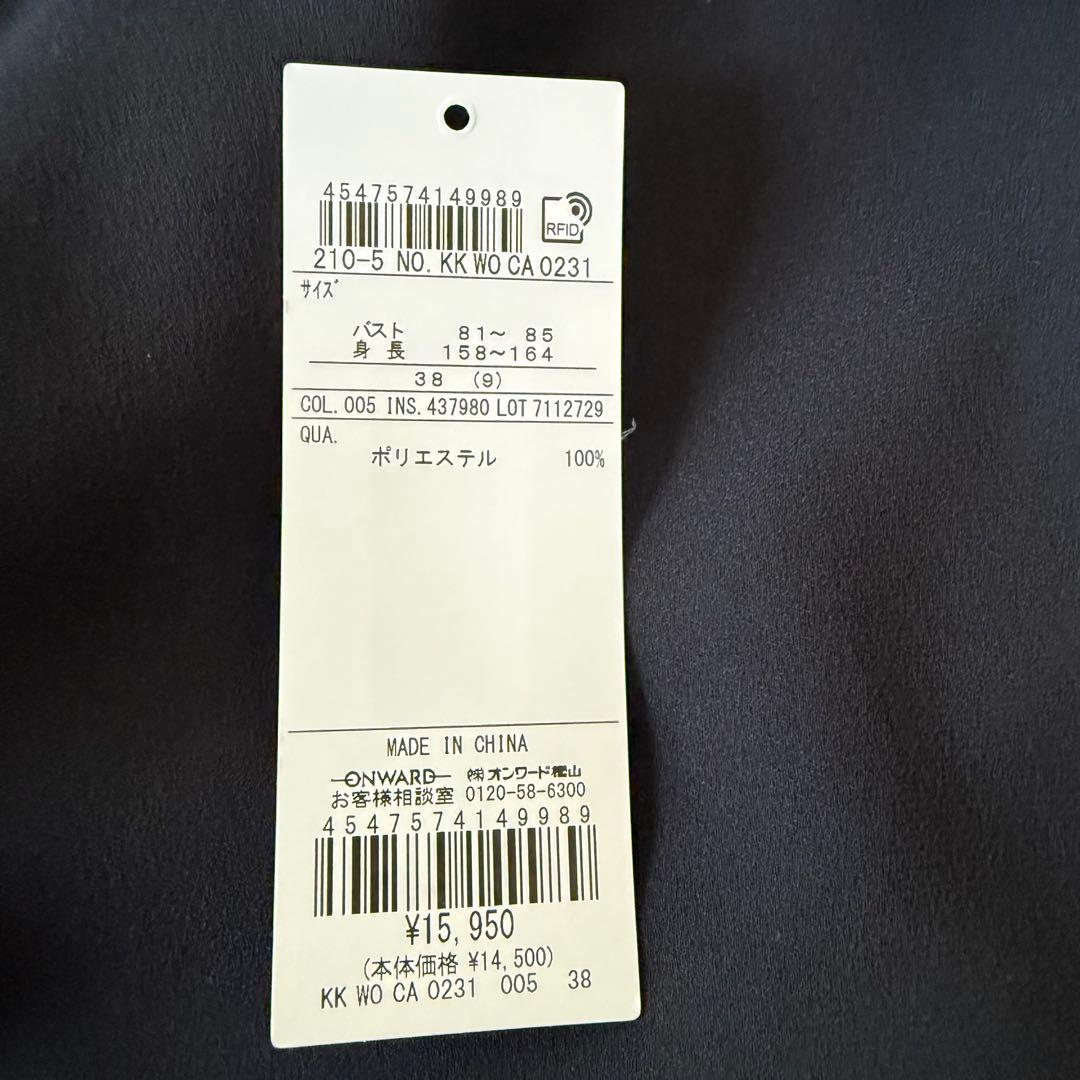 4547574149989
RFID
210-5 NO. KK WO CA 0231
サイズ
バスト 81～ 85
身 長 158～164
38 (9)
COL. 005 INS. 437980 LOT 7112729
QUA.
ポリエステル 100%
MADE IN CHINA
ONWARD ㈱オンワード樫山
お客様相談室 0120-58-6300
4547574149989
¥15,950
(本体価格 ¥14,500)
KK WO CA 0231 005 38